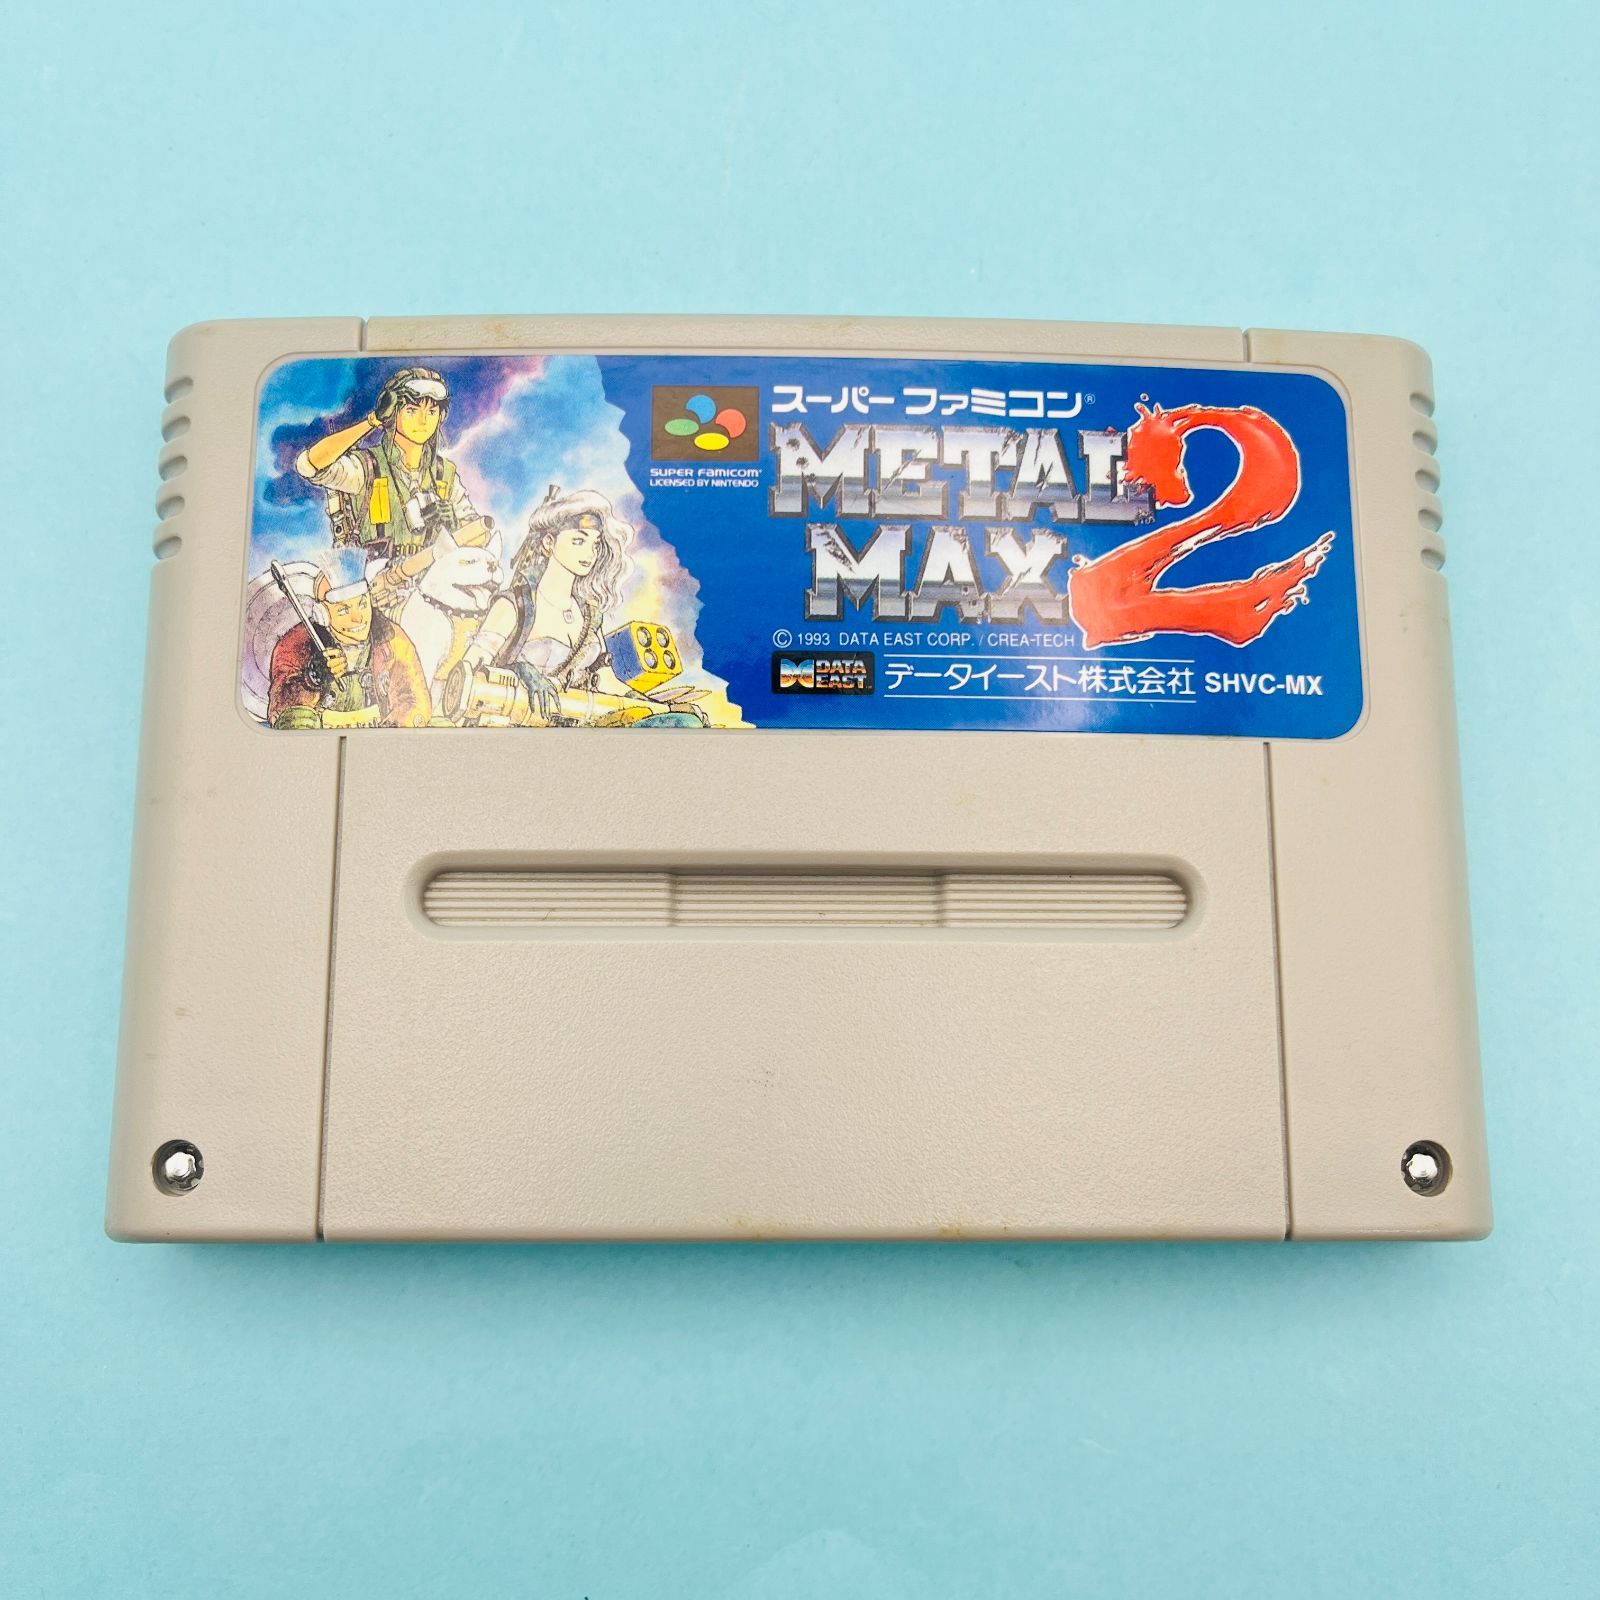 スーパーファミコン®
SUPER FAMICOM®
LICENSED BY NINTENDO
METAL
MAX
2
© 1993 DATA EAST CORP. / CREA-TECH
DATA
EAST
データイースト株式会社 SHVC-MX